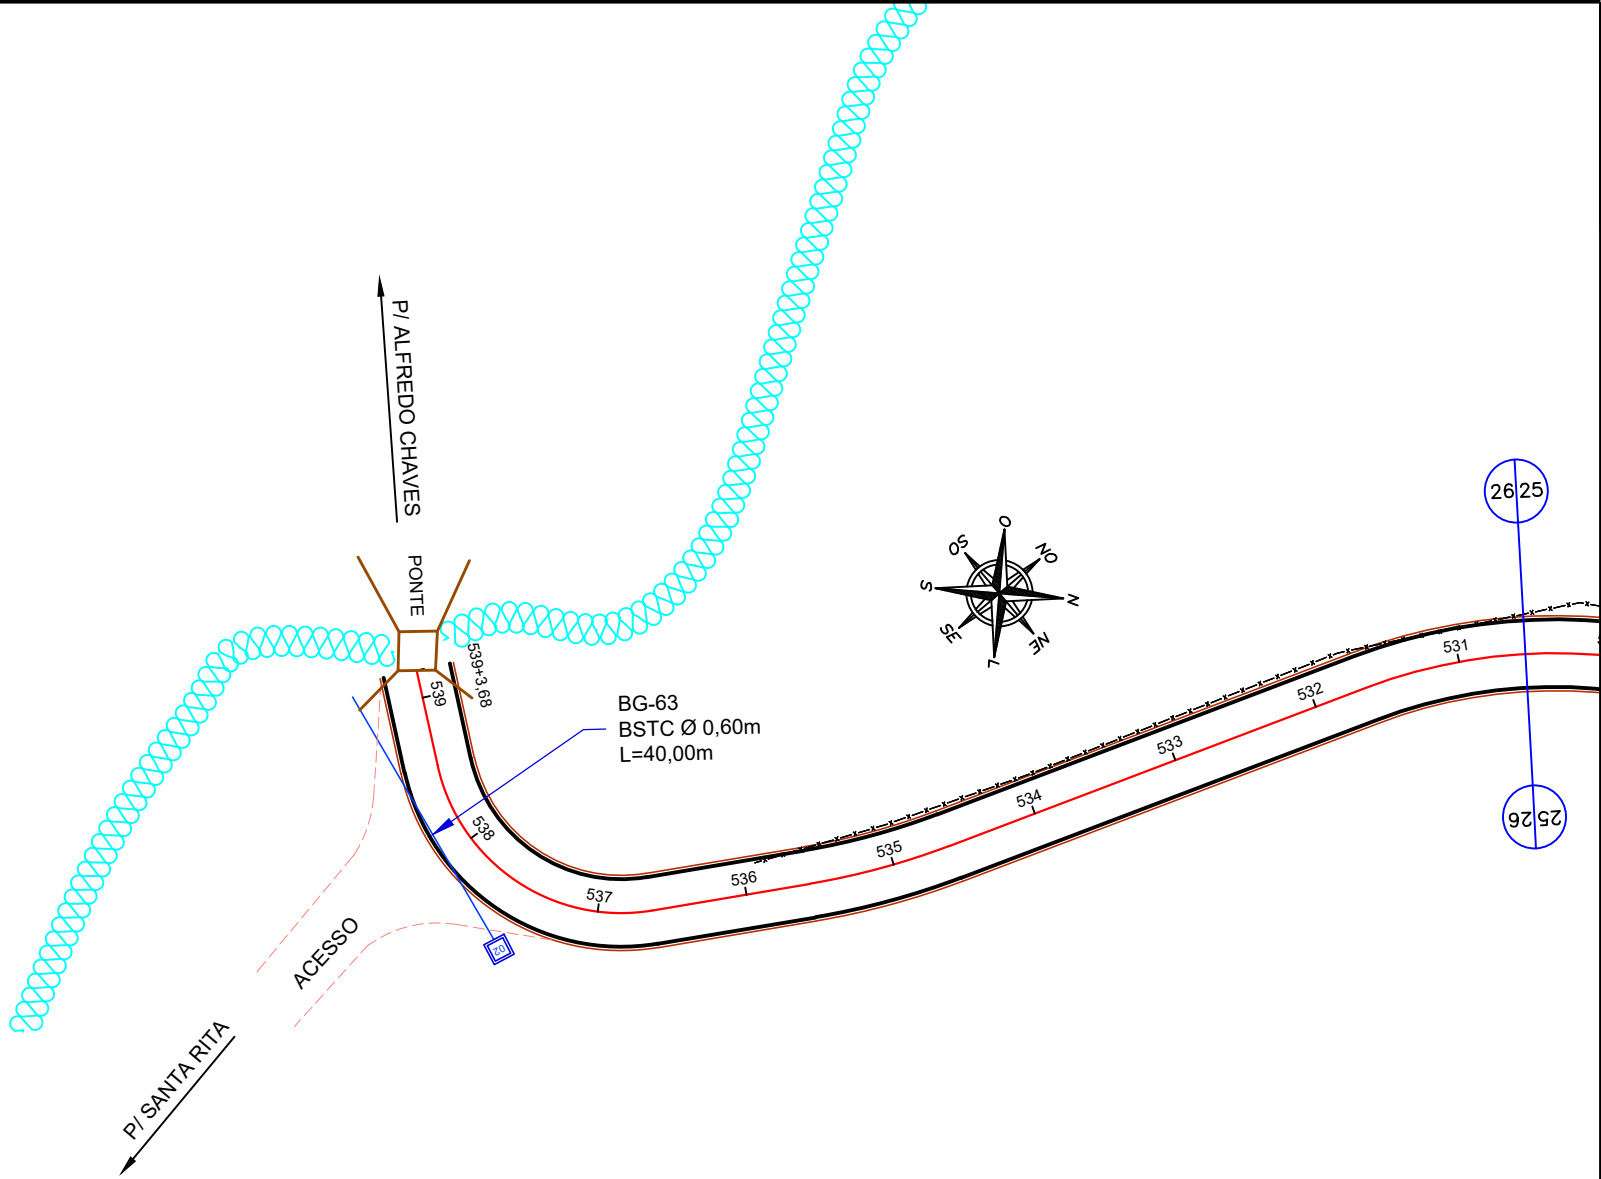 P/ ALFREDO CHAVES
PONTE
539+3,68
539
538
537
536
535
534
533
532
531
BG-63
BSTC Ø 0,60m
L=40,00m
O
NO
N
NE
L
SE
S
SO
26 25
25 26
02
ACESSO
P/ SANTA RITA